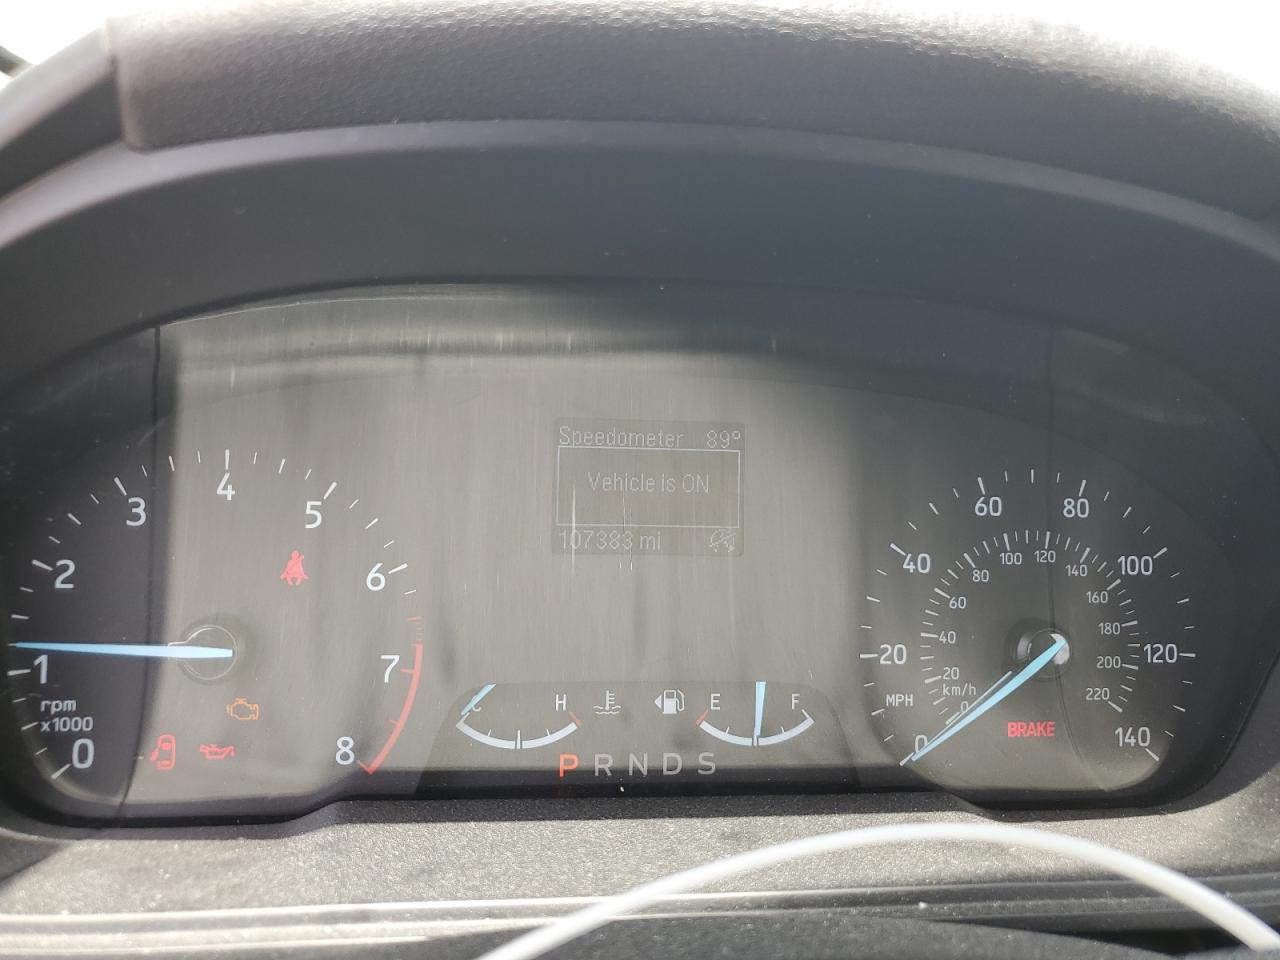 Speedometer 89°
Vehicle is ON
107383 mi
0 1 2 3 4 5 6 7 8
rpm
x1000
C H
E F
P R N D S
0 20 40 60 80 100 120 140
MPH
0 20 40 60 80 100 120 140 160 180 200 220
km/h
BRAKE